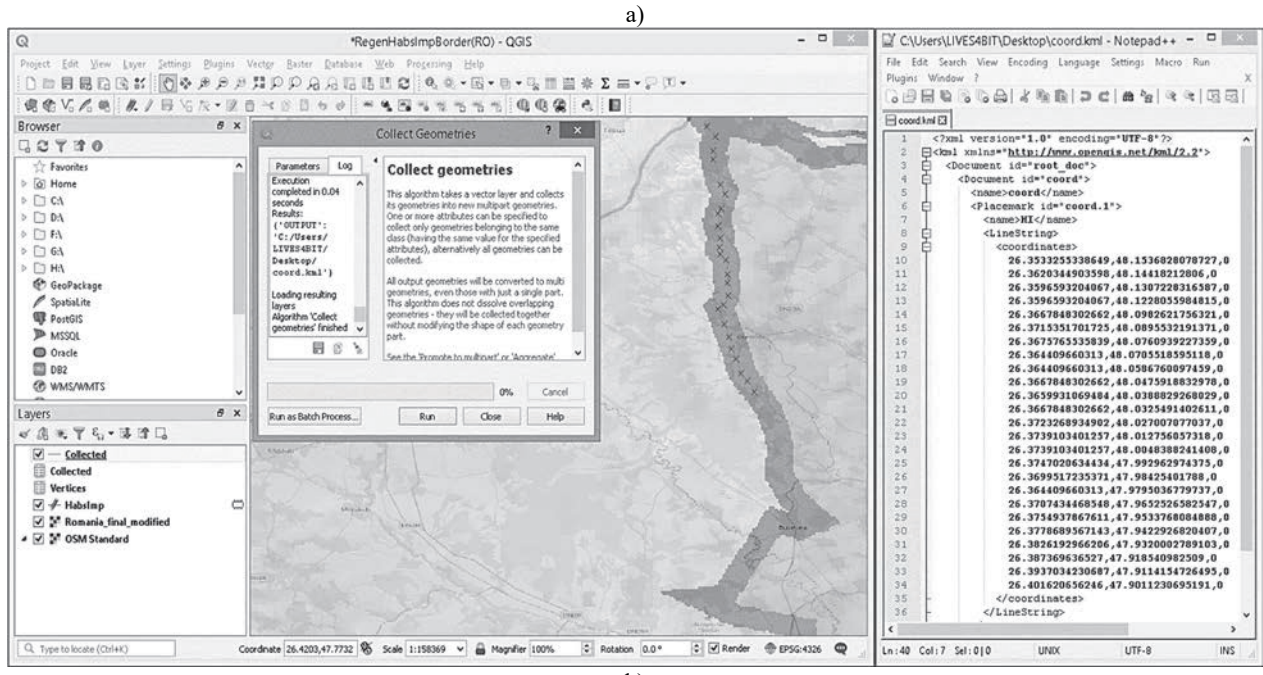 a)
*RegenHabsImpBorder(RO) - QGIS
Project Edit View Layer Settings Plugins Vector Raster Database Web Processing Help
Browser
Favorites
Home
C:\
D:\
F:\
G:\
H:\
GeoPackage
SpatiaLite
PostGIS
MSSQL
Oracle
DB2
WMS/WMTS
Layers
Collected
Collected
Vertices
HabsImp
Romania_final_modified
OSM Standard
Collect Geometries
Parameters Log
Execution
completed in 0.04
seconds
Results:
{'OUTPUT':
'C:/Users/
LIVES4BIT/
Desktop/
coord.kml'}
Loading resulting
layers
Algorithm 'Collect
geometries' finished
Collect geometries
This algorithm takes a vector layer and collects
its geometries into new multipart geometries.
One or more attributes can be specified to
collect only geometries belonging to the same
class (having the same value for the specified
attributes), alternatively all geometries can be
collected.
All output geometries will be converted to multi
geometries, even those with just a single part.
This algorithm does not dissolve overlapping
geometries - they will be collected together
without modifying the shape of each geometry
part.
See the 'Promote to multipart' or 'Aggregate'
0% Cancel
Run as Batch Process... Run Close Help
Type to locate (Ctrl+K) Coordinate 26.4203,47.7732 Scale 1:158369 Magnifier 100% Rotation 0.0 ° Render EPSG:4326
C:\Users\LIVES4BIT\Desktop\coord.kml - Notepad++
File Edit Search View Encoding Language Settings Macro Run
Plugins Window ? X
coord.kml
1 <?xml version="1.0" encoding="UTF-8"?>
2 <kml xmlns="http://www.opengis.net/kml/2.2">
3 <Document id="root_doc">
4 <Document id="coord">
5 <name>coord</name>
6 <Placemark id="coord.1">
7 <name>HI</name>
8 <LineString>
9 <coordinates>
10 26.3533255338649,48.1536828078727,0
11 26.3620344903598,48.14418212806,0
12 26.3596593204067,48.1307228316587,0
13 26.3596593204067,48.1228055984815,0
14 26.3667848302662,48.0982621756321,0
15 26.3715351701725,48.0895532191371,0
16 26.3675765535839,48.0760939227359,0
17 26.364409660313,48.0705518595118,0
18 26.364409660313,48.0586760097459,0
19 26.3667848302662,48.0475918832978,0
20 26.3659931069484,48.0388829268029,0
21 26.3667848302662,48.0325491402611,0
22 26.3723268934902,48.027007077037,0
23 26.3739103401257,48.012756057318,0
24 26.3739103401257,48.0048388241408,0
25 26.3747020634434,47.992962974375,0
26 26.3699517235371,47.98425401788,0
27 26.364409660313,47.9795036779737,0
28 26.3707434468548,47.9652526582547,0
29 26.3754937867611,47.9533768084888,0
30 26.3778689567143,47.9422926820407,0
31 26.3826192966206,47.9320002789103,0
32 26.387369636527,47.918540982509,0
33 26.3937034230687,47.9114154726495,0
34 26.401620656246,47.9011230695191,0
35 </coordinates>
36 </LineString>
Ln:40 Col:7 Sel:0|0 UNIX UTF-8 INS